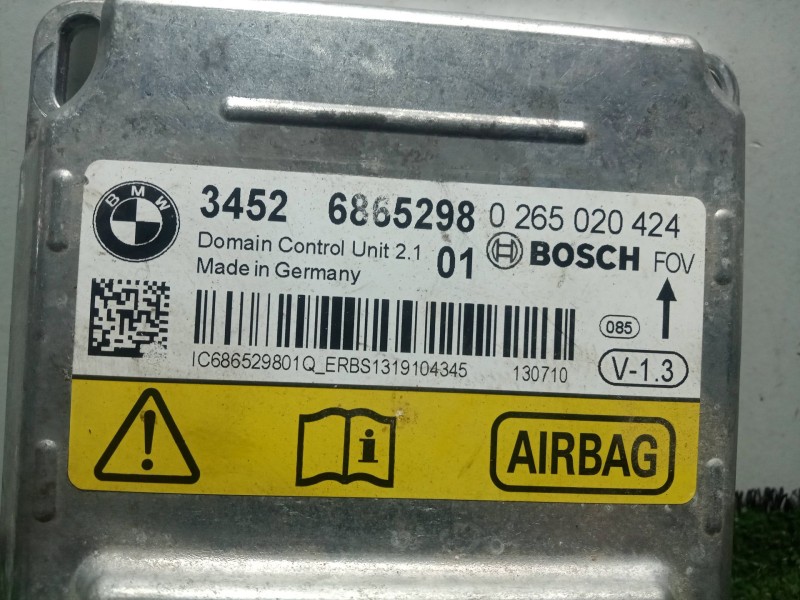 BMW
3452 6865298 0 265 020 424
Domain Control Unit 2.1 01 BOSCH FOV
Made in Germany
085
IC686529801Q_ERBS1319104345 130710 V-1.3
! i AIRBAG